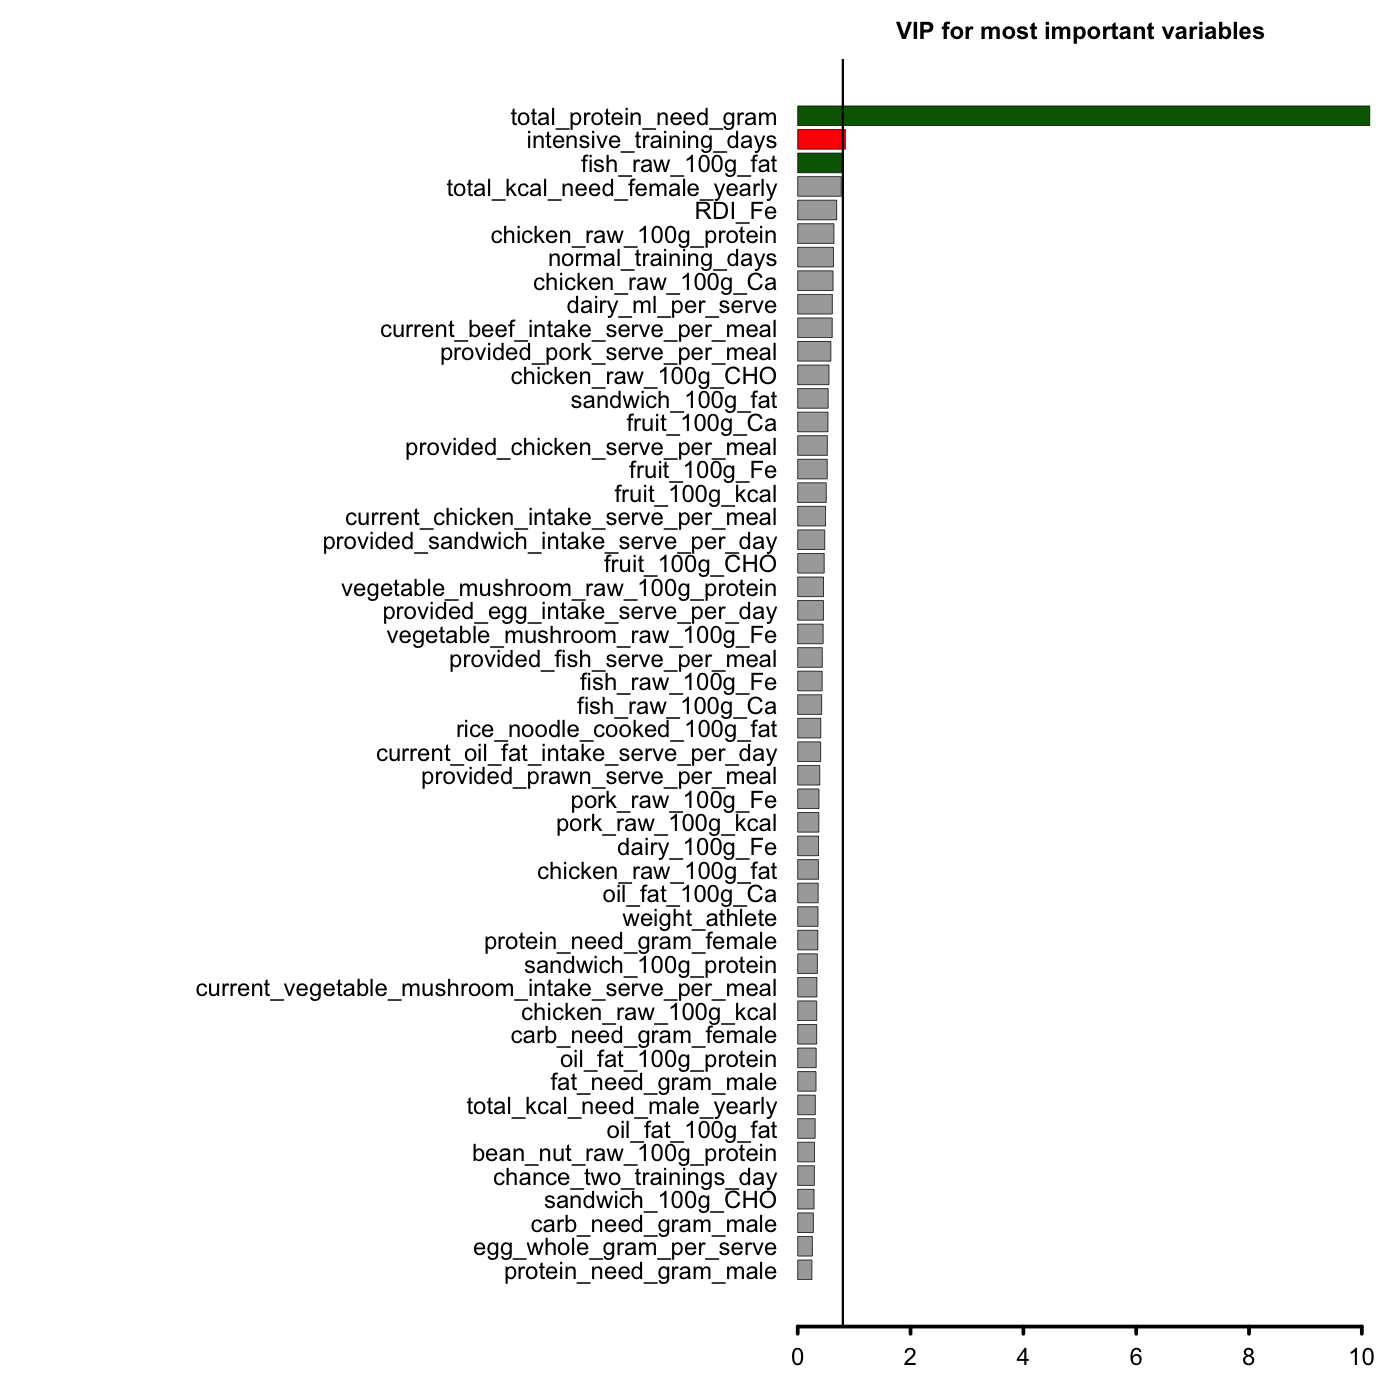 VIP for most important variables
total_protein_need_gram
intensive_training_days
fish_raw_100g_fat
total_kcal_need_female_yearly
RDI_Fe
chicken_raw_100g_protein
normal_training_days
chicken_raw_100g_Ca
dairy_ml_per_serve
current_beef_intake_serve_per_meal
provided_pork_serve_per_meal
chicken_raw_100g_CHO
sandwich_100g_fat
fruit_100g_Ca
provided_chicken_serve_per_meal
fruit_100g_Fe
fruit_100g_kcal
current_chicken_intake_serve_per_meal
provided_sandwich_intake_serve_per_day
fruit_100g_CHO
vegetable_mushroom_raw_100g_protein
provided_egg_intake_serve_per_day
vegetable_mushroom_raw_100g_Fe
provided_fish_serve_per_meal
fish_raw_100g_Fe
fish_raw_100g_Ca
rice_noodle_cooked_100g_fat
current_oil_fat_intake_serve_per_day
provided_prawn_serve_per_meal
pork_raw_100g_Fe
pork_raw_100g_kcal
dairy_100g_Fe
chicken_raw_100g_fat
oil_fat_100g_Ca
weight_athlete
protein_need_gram_female
sandwich_100g_protein
current_vegetable_mushroom_intake_serve_per_meal
chicken_raw_100g_kcal
carb_need_gram_female
oil_fat_100g_protein
fat_need_gram_male
total_kcal_need_male_yearly
oil_fat_100g_fat
bean_nut_raw_100g_protein
chance_two_trainings_day
sandwich_100g_CHO
carb_need_gram_male
egg_whole_gram_per_serve
protein_need_gram_male
0 2 4 6 8 10